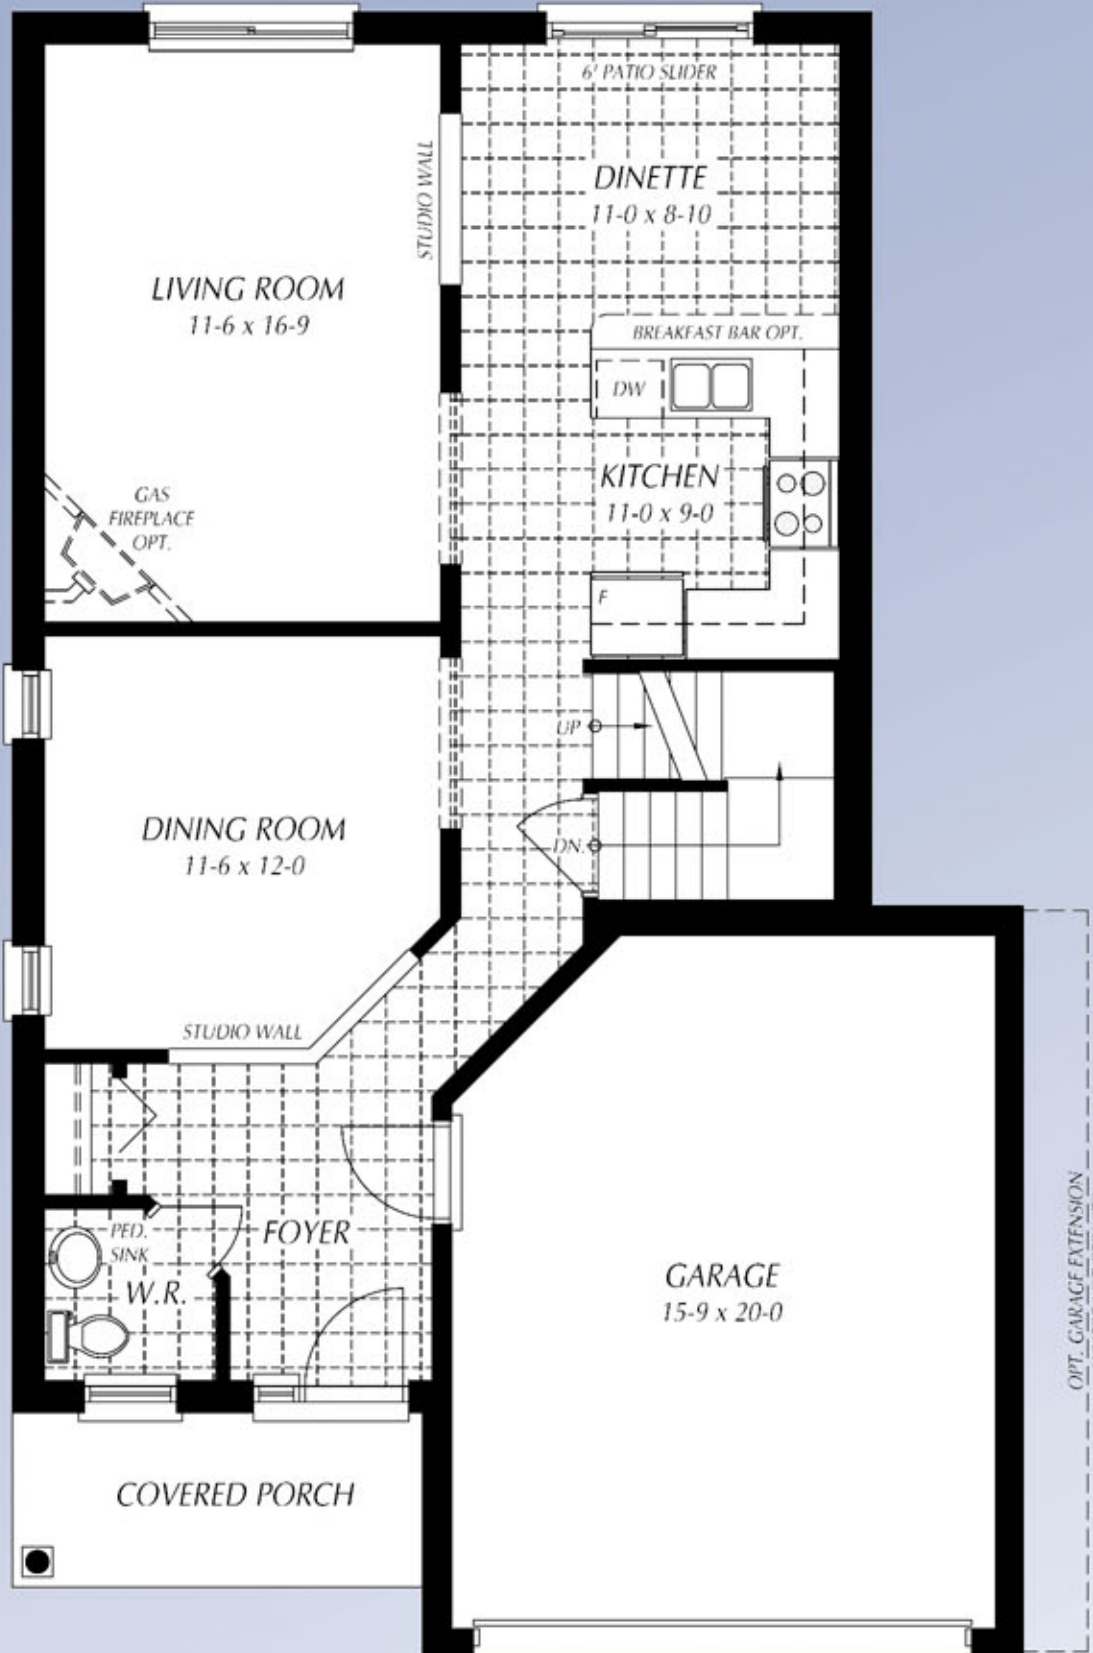 6' PATIO SLIDER
DINETTE
11-0 x 8-10
STUDIO WALL
LIVING ROOM
11-6 x 16-9
BREAKFAST BAR OPT.
DW
KITCHEN
11-0 x 9-0
GAS
FIREPLACE
OPT.
F
UP
DINING ROOM
11-6 x 12-0
DN.
STUDIO WALL
PED.
SINK
FOYER
W.R.
GARAGE
15-9 x 20-0
OPT. GARAGE EXTENSION
COVERED PORCH